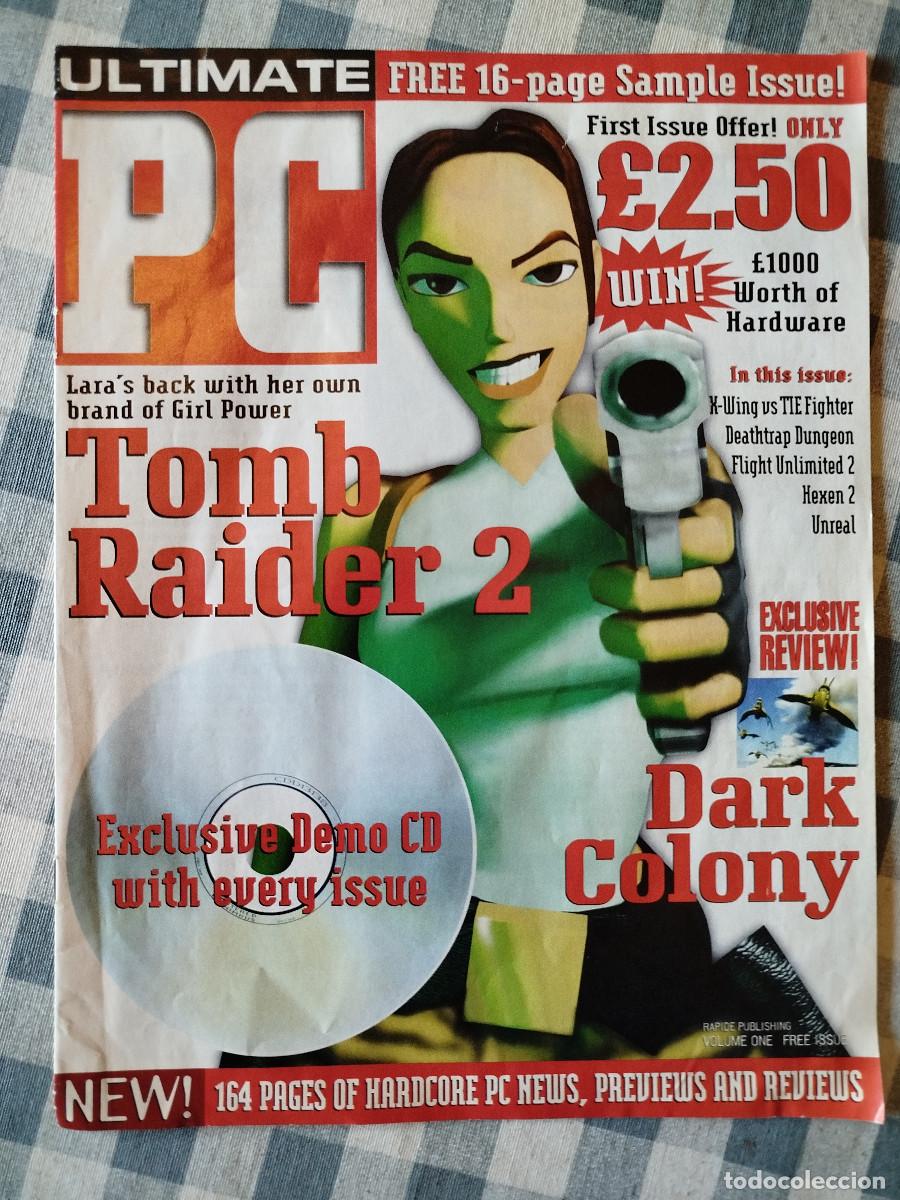 ULTIMATE
PC
FREE 16-page Sample Issue!
First Issue Offer! ONLY
£2.50
WIN!
£1000
Worth of
Hardware
In this issue:
X-Wing vs TIE Fighter
Deathtrap Dungeon
Flight Unlimited 2
Hexen 2
Unreal
Lara's back with her own
brand of Girl Power
Tomb
Raider 2
EXCLUSIVE
REVIEW!
Dark
Colony
Exclusive Demo CD
with every issue
RAPIDE PUBLISHING
VOLUME ONE FREE ISSUE
NEW!
164 PAGES OF HARDCORE PC NEWS, PREVIEWS AND REVIEWS
todocoleccion